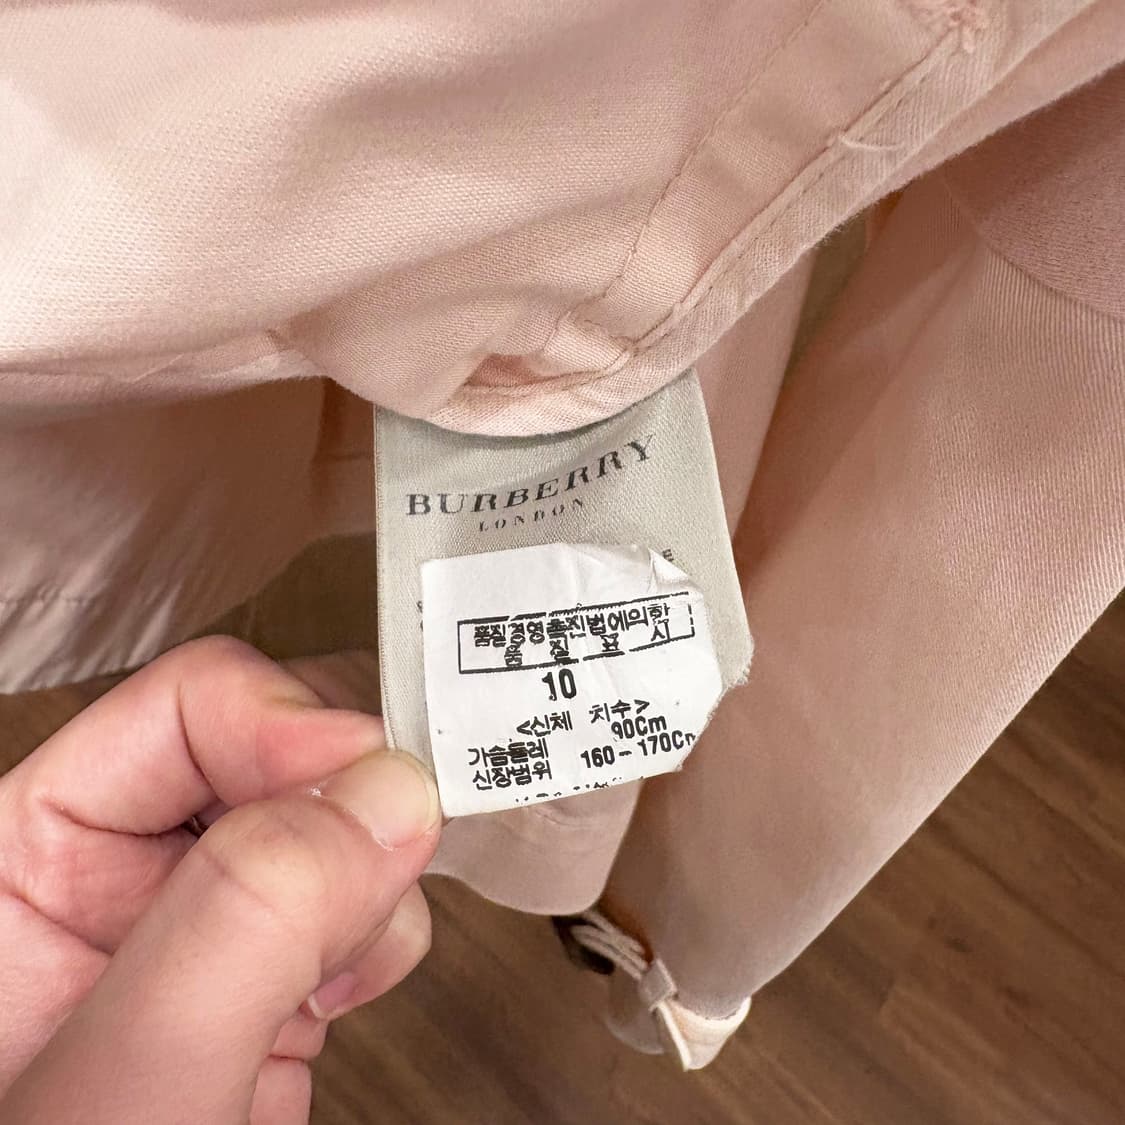 BURBERRY
LONDON
품질경영촉진법에의한
품 질 표 시
10
<신체 치수>
가슴둘레 90Cm
신장범위 160-170Cm